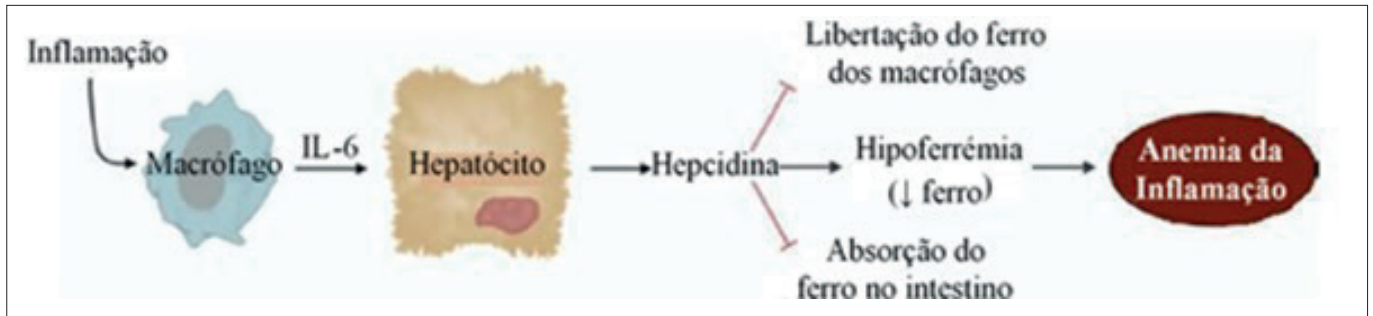 Inflamação
Macrófago
IL-6
Hepatócito
Hepcidina
Libertação do ferro
dos macrófagos
Hipoferrémia
(↓ ferro)
Absorção do
ferro no intestino
Anemia da
Inflamação